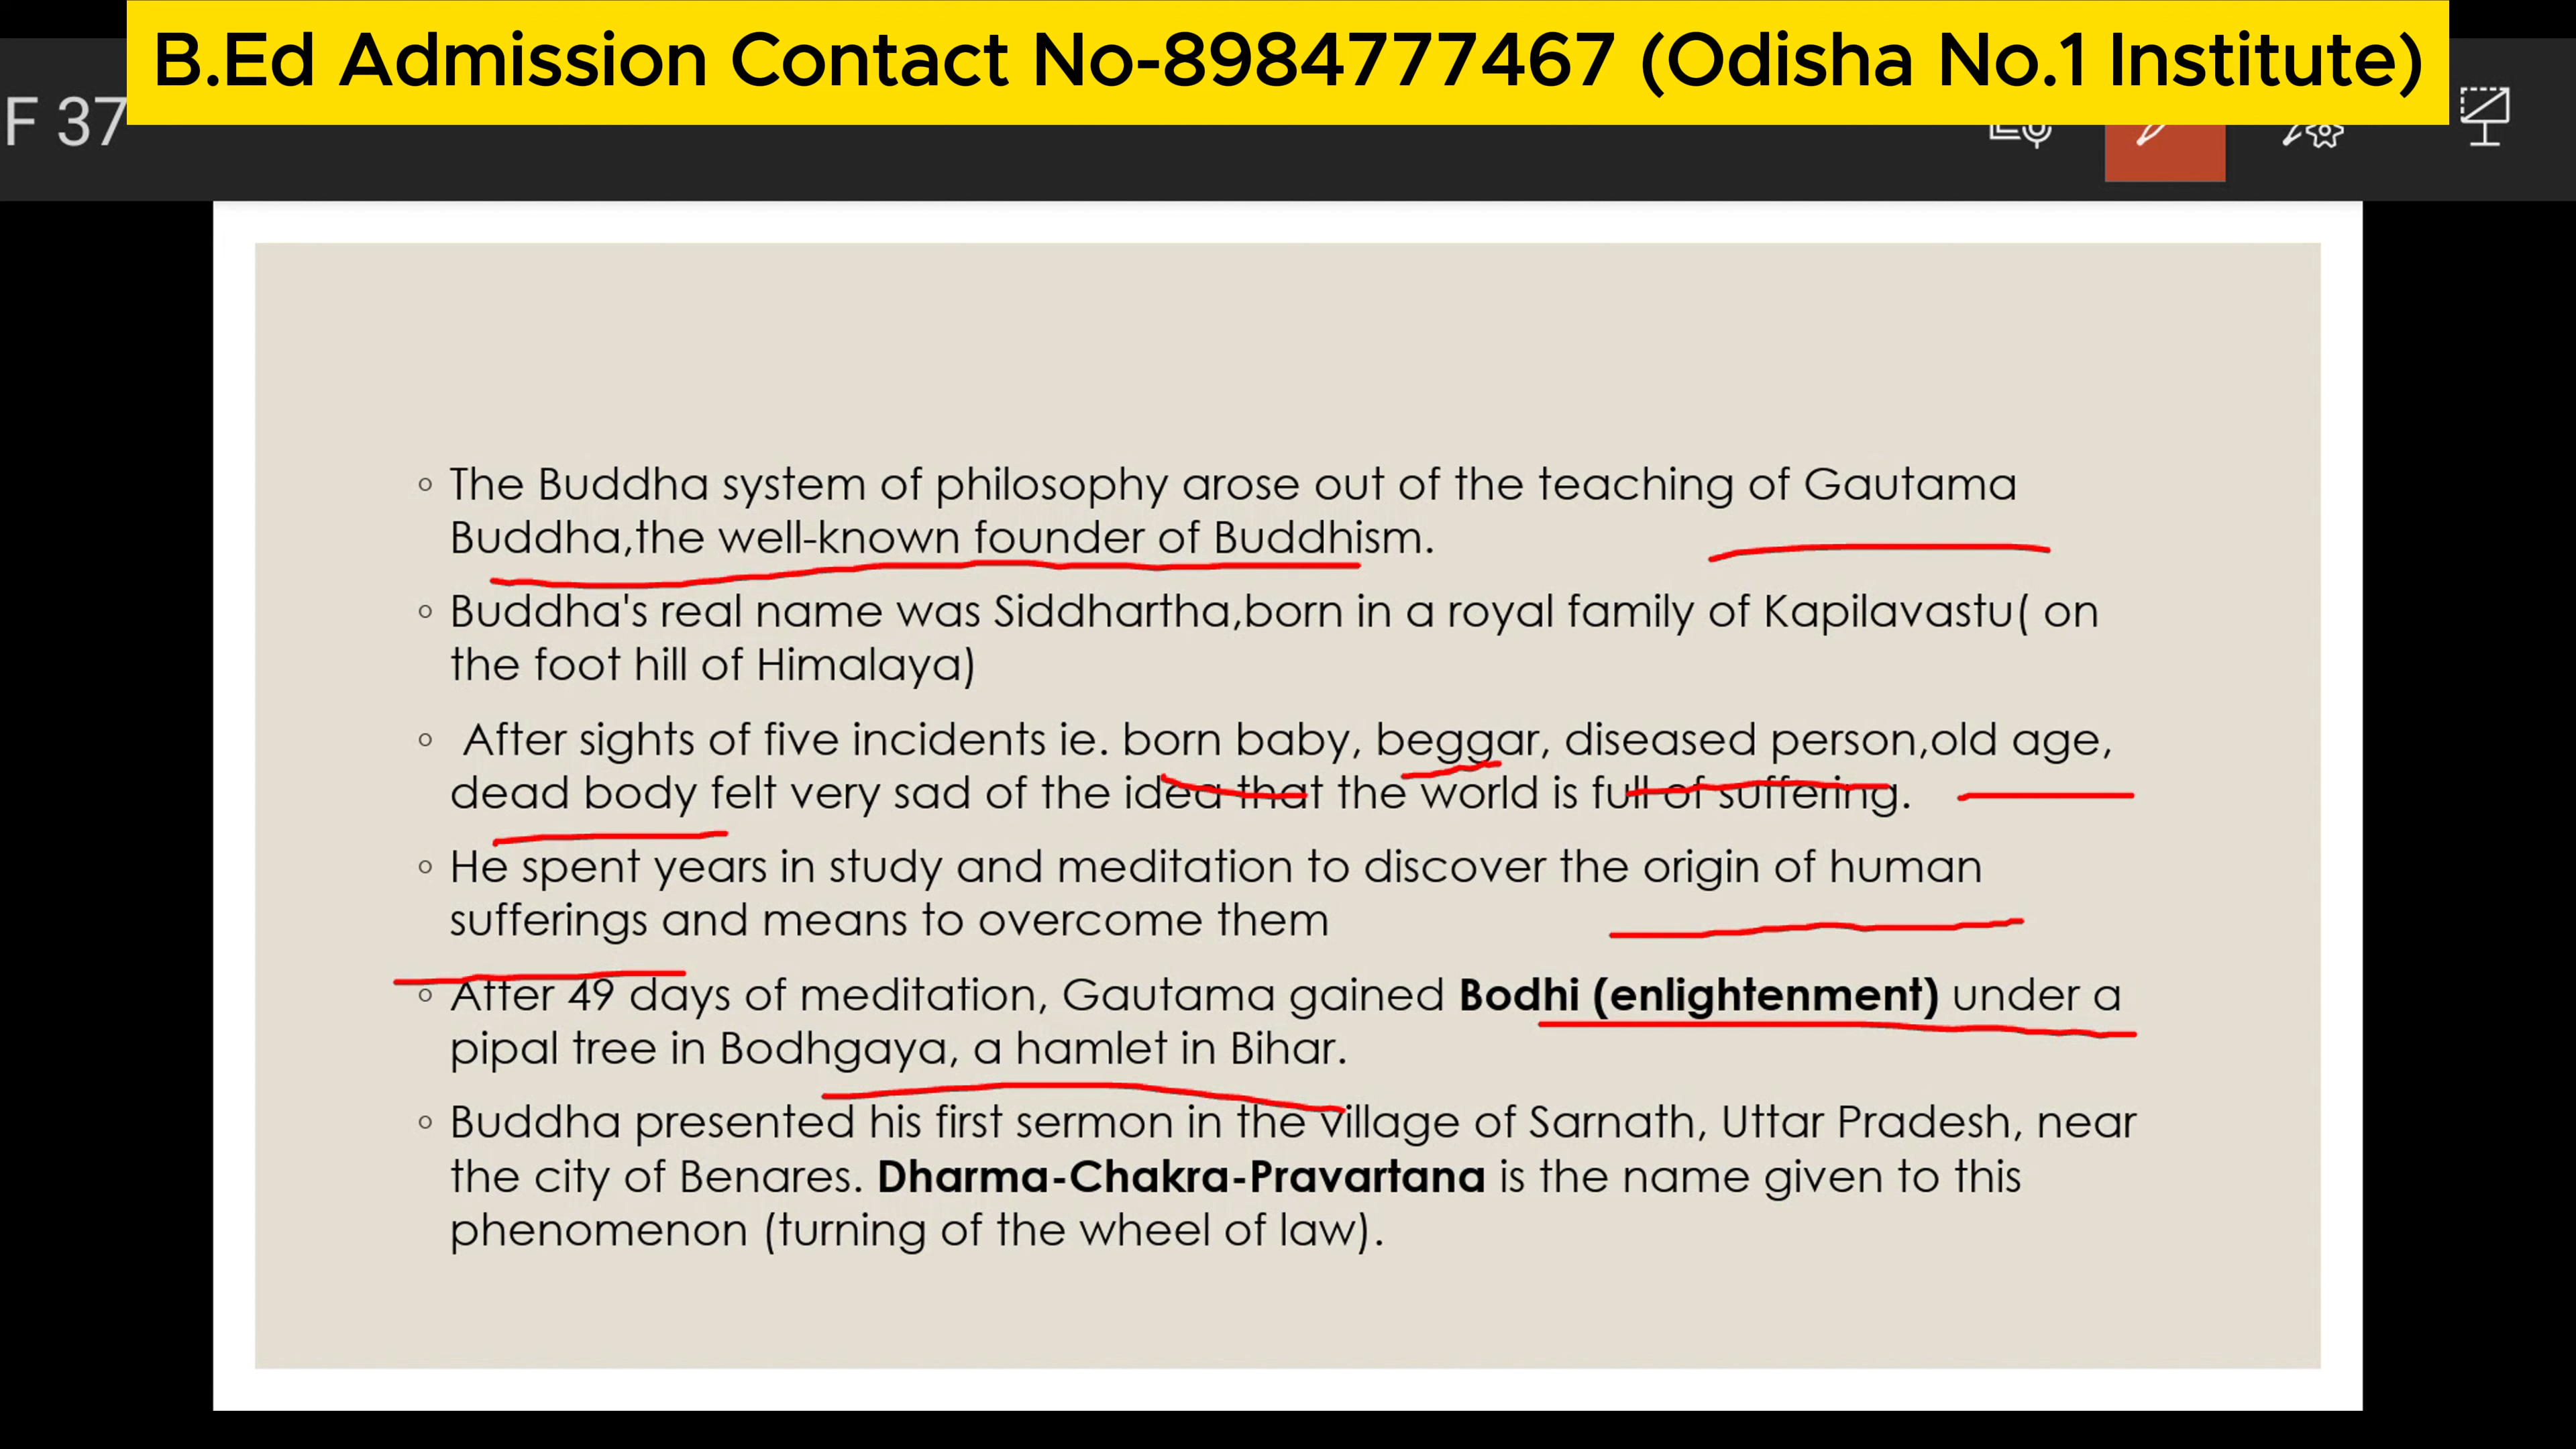 B.Ed Admission Contact No-8984777467 (Odisha No.1 Institute)
F 37
◦ The Buddha system of philosophy arose out of the teaching of Gautama
Buddha,the well-known founder of Buddhism.
◦ Buddha's real name was Siddhartha,born in a royal family of Kapilavastu( on
the foot hill of Himalaya)
◦ After sights of five incidents ie. born baby, beggar, diseased person,old age,
dead body felt very sad of the idea that the world is full of suffering.
◦ He spent years in study and meditation to discover the origin of human
sufferings and means to overcome them
◦ After 49 days of meditation, Gautama gained Bodhi (enlightenment) under a
pipal tree in Bodhgaya, a hamlet in Bihar.
◦ Buddha presented his first sermon in the village of Sarnath, Uttar Pradesh, near
the city of Benares. Dharma-Chakra-Pravartana is the name given to this
phenomenon (turning of the wheel of law).